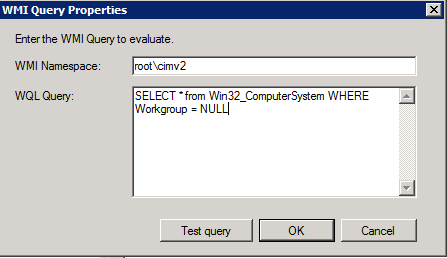 WMI Query Properties
Enter the WMI Query to evaluate.
WMI Namespace:
root\cimv2
WQL Query:
SELECT * from Win32_ComputerSystem WHERE
Workgroup = NULL
Test query
OK
Cancel